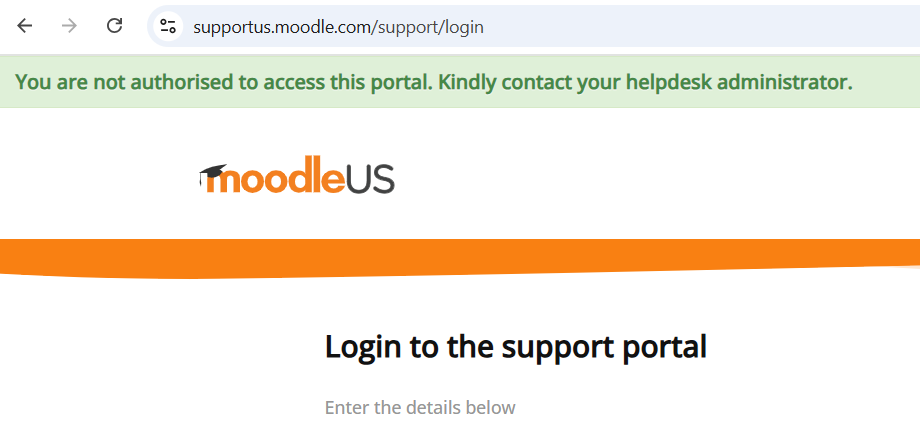 supportus.moodle.com/support/login
You are not authorised to access this portal. Kindly contact your helpdesk administrator.
moodleUS
Login to the support portal
Enter the details below